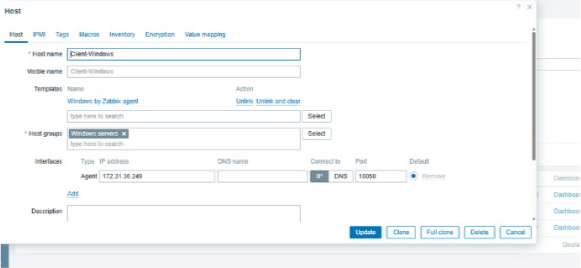 Host
? ×
Host IPMI Tags Macros Inventory Encryption Value mapping
* Host name Client-Windows
Visible name Client-Windows
Templates Name Action
Windows by Zabbix agent Unlink Unlink and clear
type here to search Select
* Host groups Windows servers × Select
type here to search
Interfaces Type IP address DNS name Connect to Port Default
Agent 172.31.36.249 IP DNS 10050 Remove
Add
Description
Update Clone Full clone Delete Cancel
Dashboar
Dashboar
Dashboar
Displa